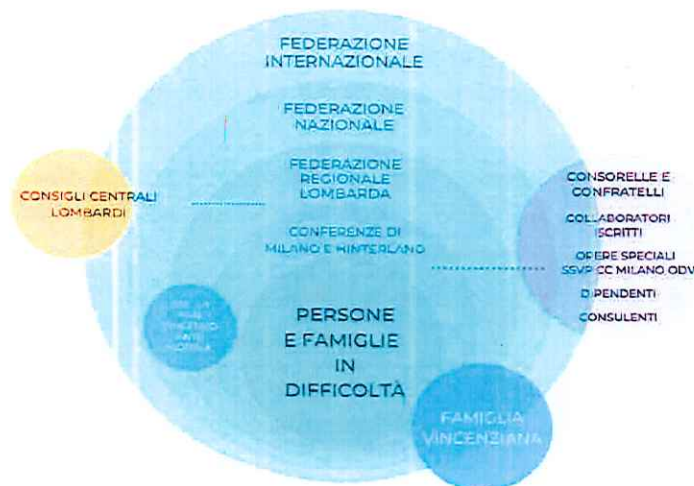 FEDERAZIONE
INTERNAZIONALE
FEDERAZIONE
NAZIONALE
FEDERAZIONE
REGIONALE
LOMBARDA
CONSIGLI CENTRALI
LOMBARDI
CONFERENZE DI
MILANO E HINTERLAND
CONSORELLE E
CONFRATELLI
COLLABORATORI
ISCRITTI
OPERE SPECIALI
SSVP CC MILANO ODV
DIPENDENTI
CONSULENTI
PERSONE
E FAMIGLIE
IN
DIFFICOLTÀ
FAMIGLIA
VINCENZIANA